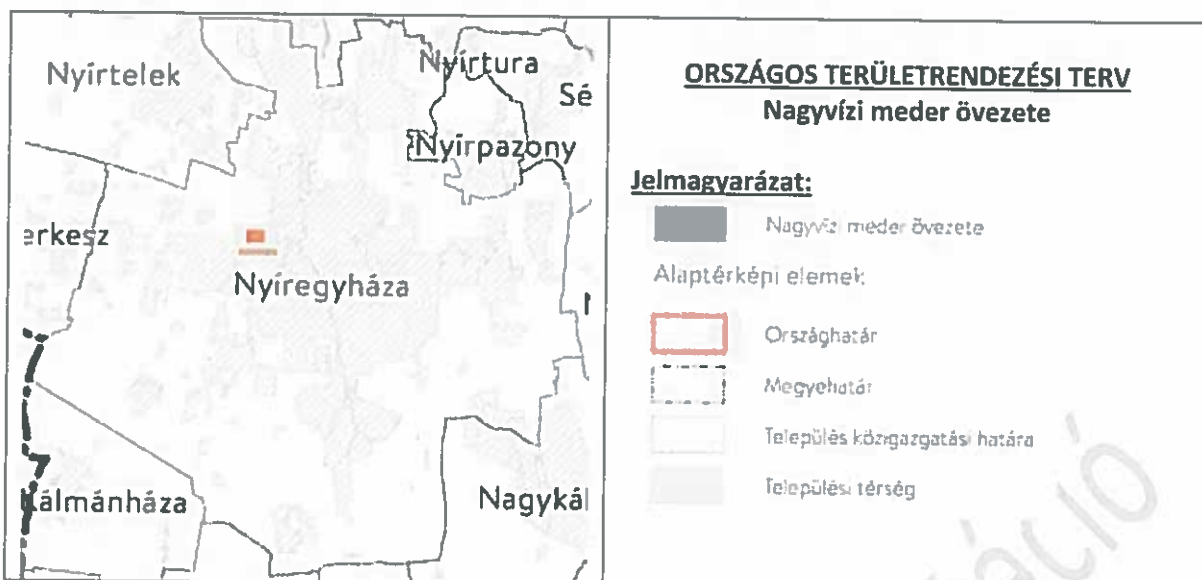 Nyírtelek
Nyírtura
Sé
Nyírpazony
erkesz
Nyíregyháza
Kálmánháza
Nagykál
ORSZÁGOS TERÜLETRENDEZÉSI TERV
Nagyvízi meder övezete
Jelmagyarázat:
Nagyvízi meder övezete
Alaptérképi elemek:
Országhatár
Megyehatár
Település közigazgatási határa
Települési térség
áció